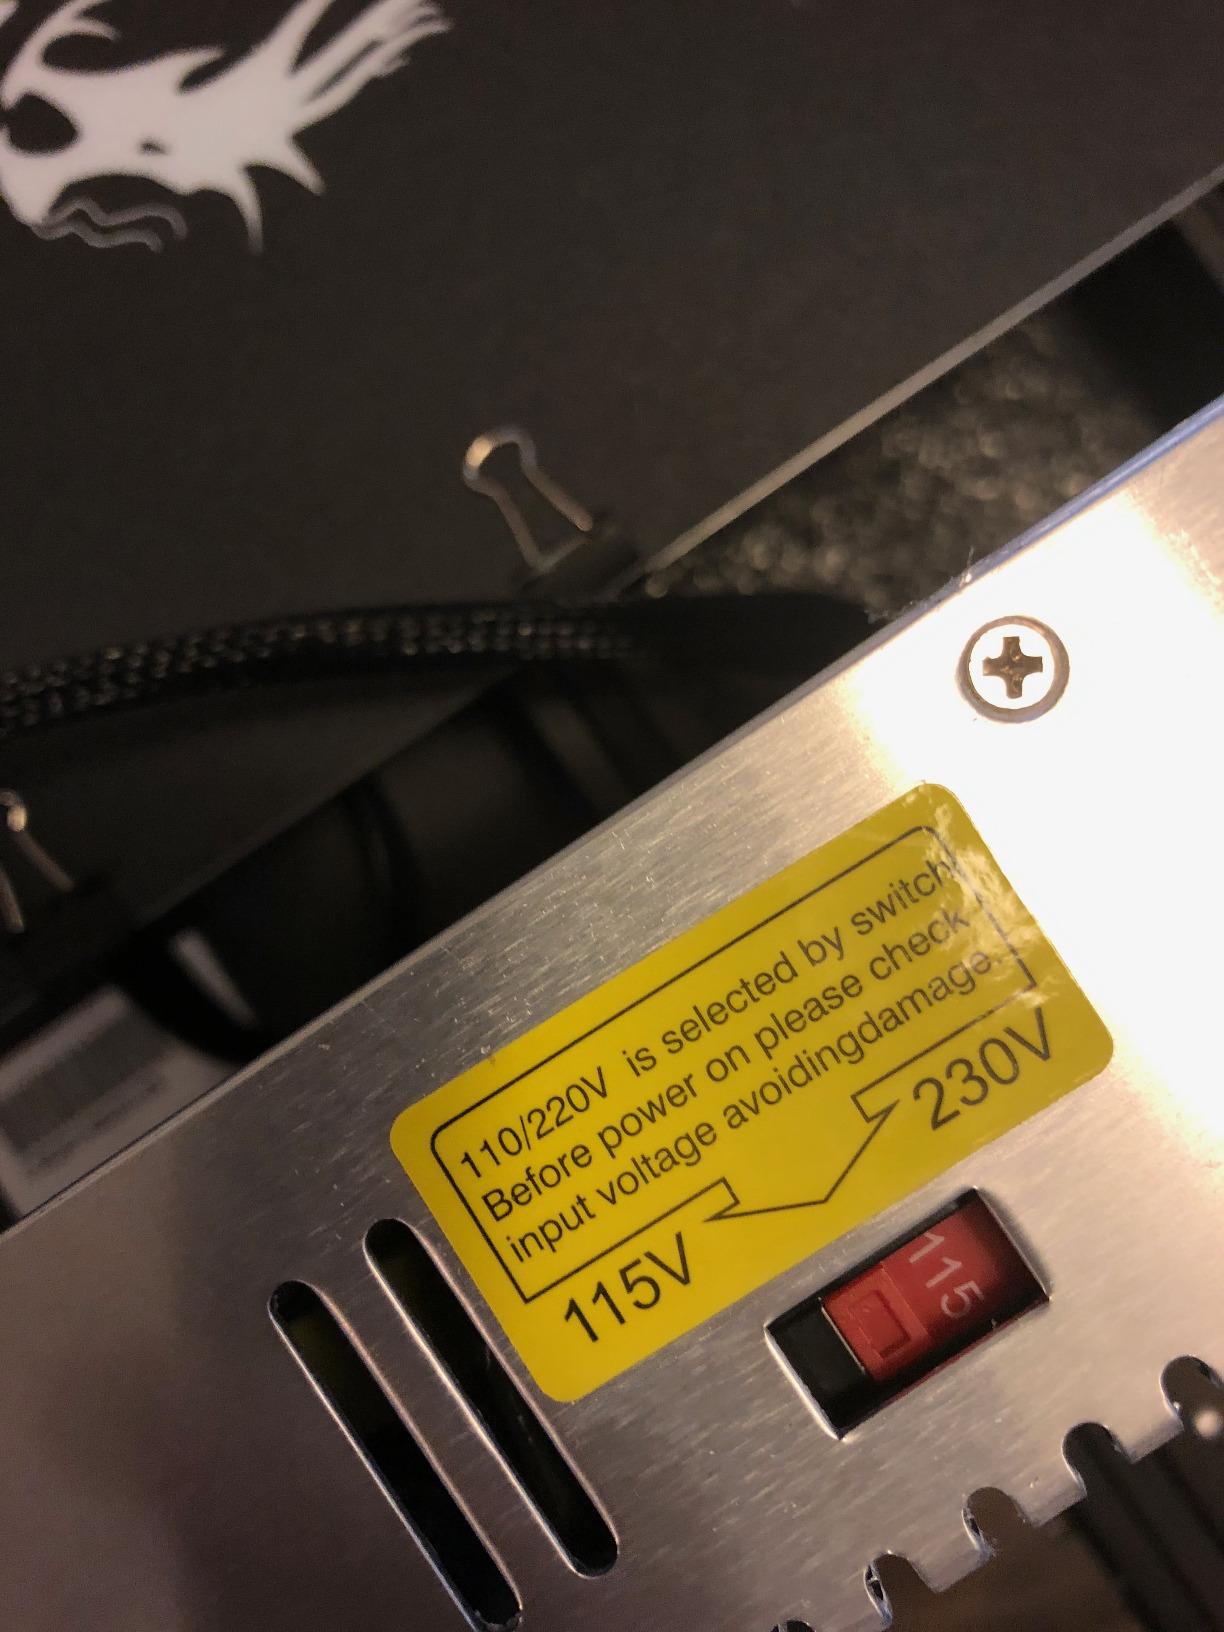 110/220V is selected by switch
Before power on please check
input voltage avoidingdamage.
115V 230V
115